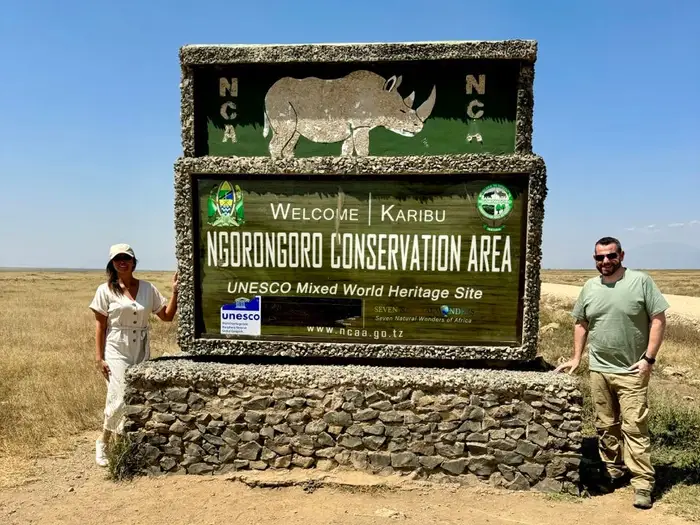 NCA NCA
WELCOME | KARIBU
NGORONGORO CONSERVATION AREA
UNESCO MIXED WORLD HERITAGE SITE
unesco
SEVEN
Seven Natural Wonders of Africa
www.ncaa.go.tz